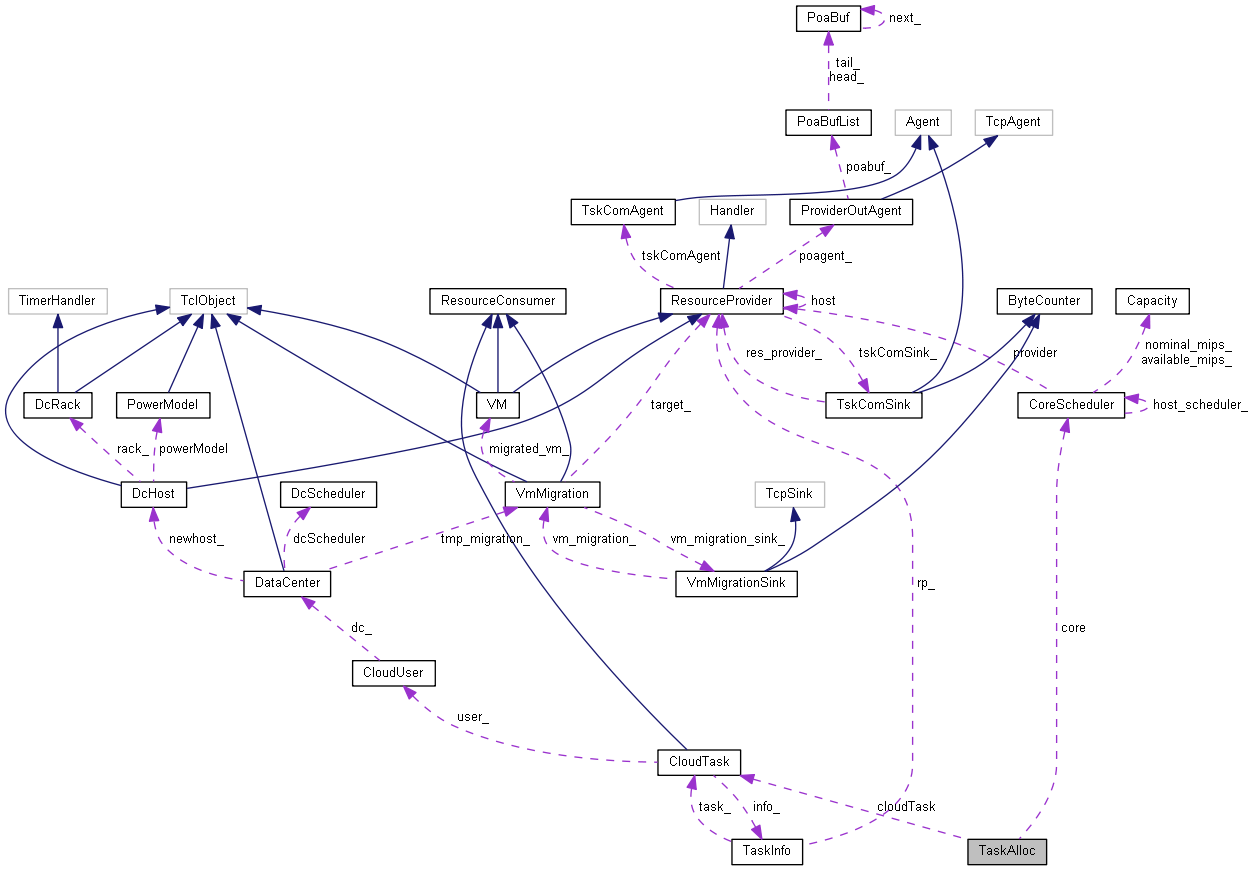 PoaBuf
next_
tail_
head_
PoaBufList
Agent
TcpAgent
poabuf_
TskComAgent
Handler
ProviderOutAgent
tskComAgent
poagent_
TimerHandler
TclObject
ResourceConsumer
ResourceProvider
host
ByteCounter
Capacity
res_provider_
tskComSink_
provider
nominal_mips_
available_mips_
DcRack
PowerModel
VM
target_
TskComSink
CoreScheduler
host_scheduler_
rack_
powerModel
migrated_vm_
DcHost
DcScheduler
VmMigration
TcpSink
newhost_
dcScheduler
tmp_migration_
vm_migration_
vm_migration_sink_
DataCenter
VmMigrationSink
rp_
dc_
core
CloudUser
user_
CloudTask
task_
info_
cloudTask
TaskInfo
TaskAlloc